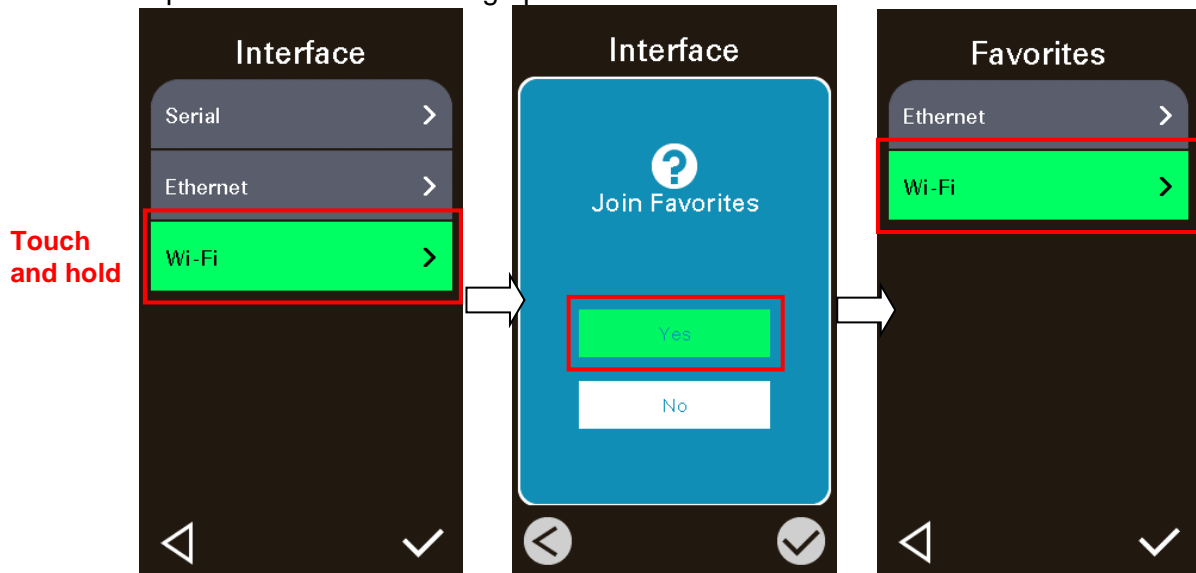 Interface
Serial
Ethernet
Wi-Fi
Touch
and hold
Interface
Join Favorites
Yes
No
Favorites
Ethernet
Wi-Fi